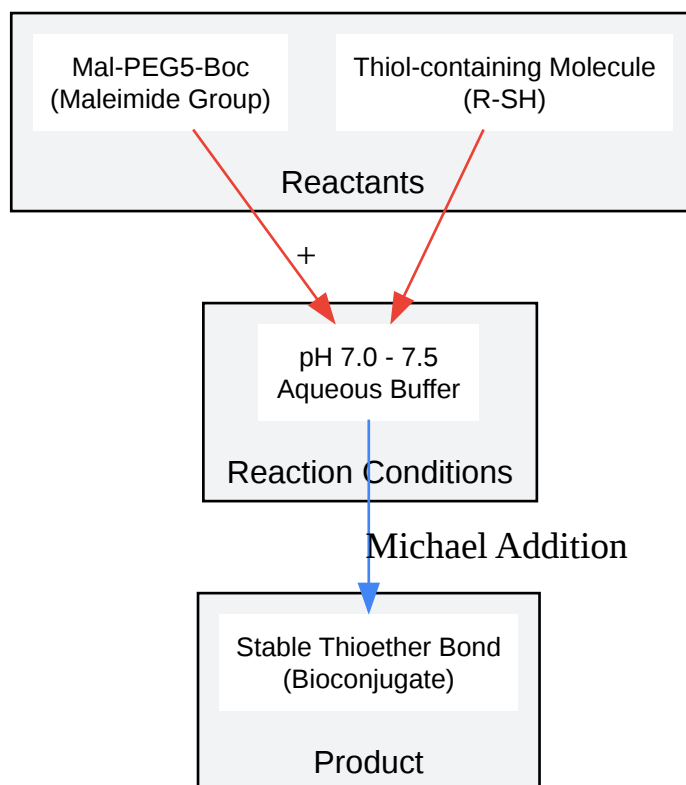 Mal-PEG5-Boc
(Maleimide Group)
Thiol-containing Molecule
(R-SH)
Reactants
+
pH 7.0 - 7.5
Aqueous Buffer
Reaction Conditions
Michael Addition
Stable Thioether Bond
(Bioconjugate)
Product